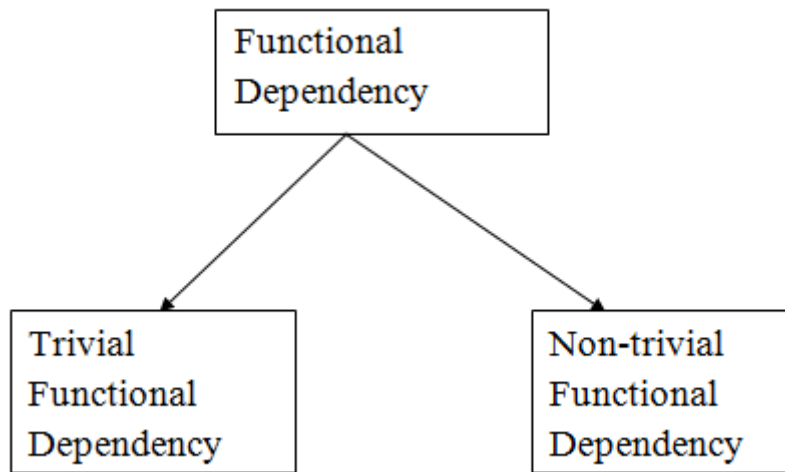 Functional
Dependency
Trivial
Functional
Dependency
Non-trivial
Functional
Dependency